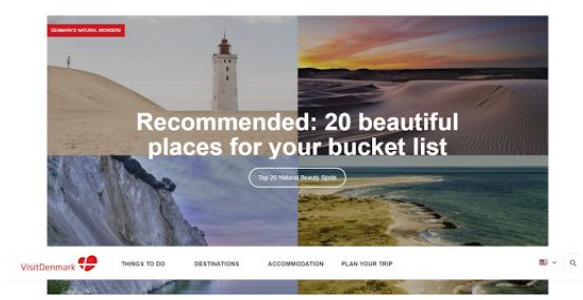 DENMARK'S NATURAL WONDERS
Recommended: 20 beautiful
places for your bucket list
Top 20 Natural Beauty Spots
VisitDenmark
THINGS TO DO
DESTINATIONS
ACCOMMODATION
PLAN YOUR TRIP